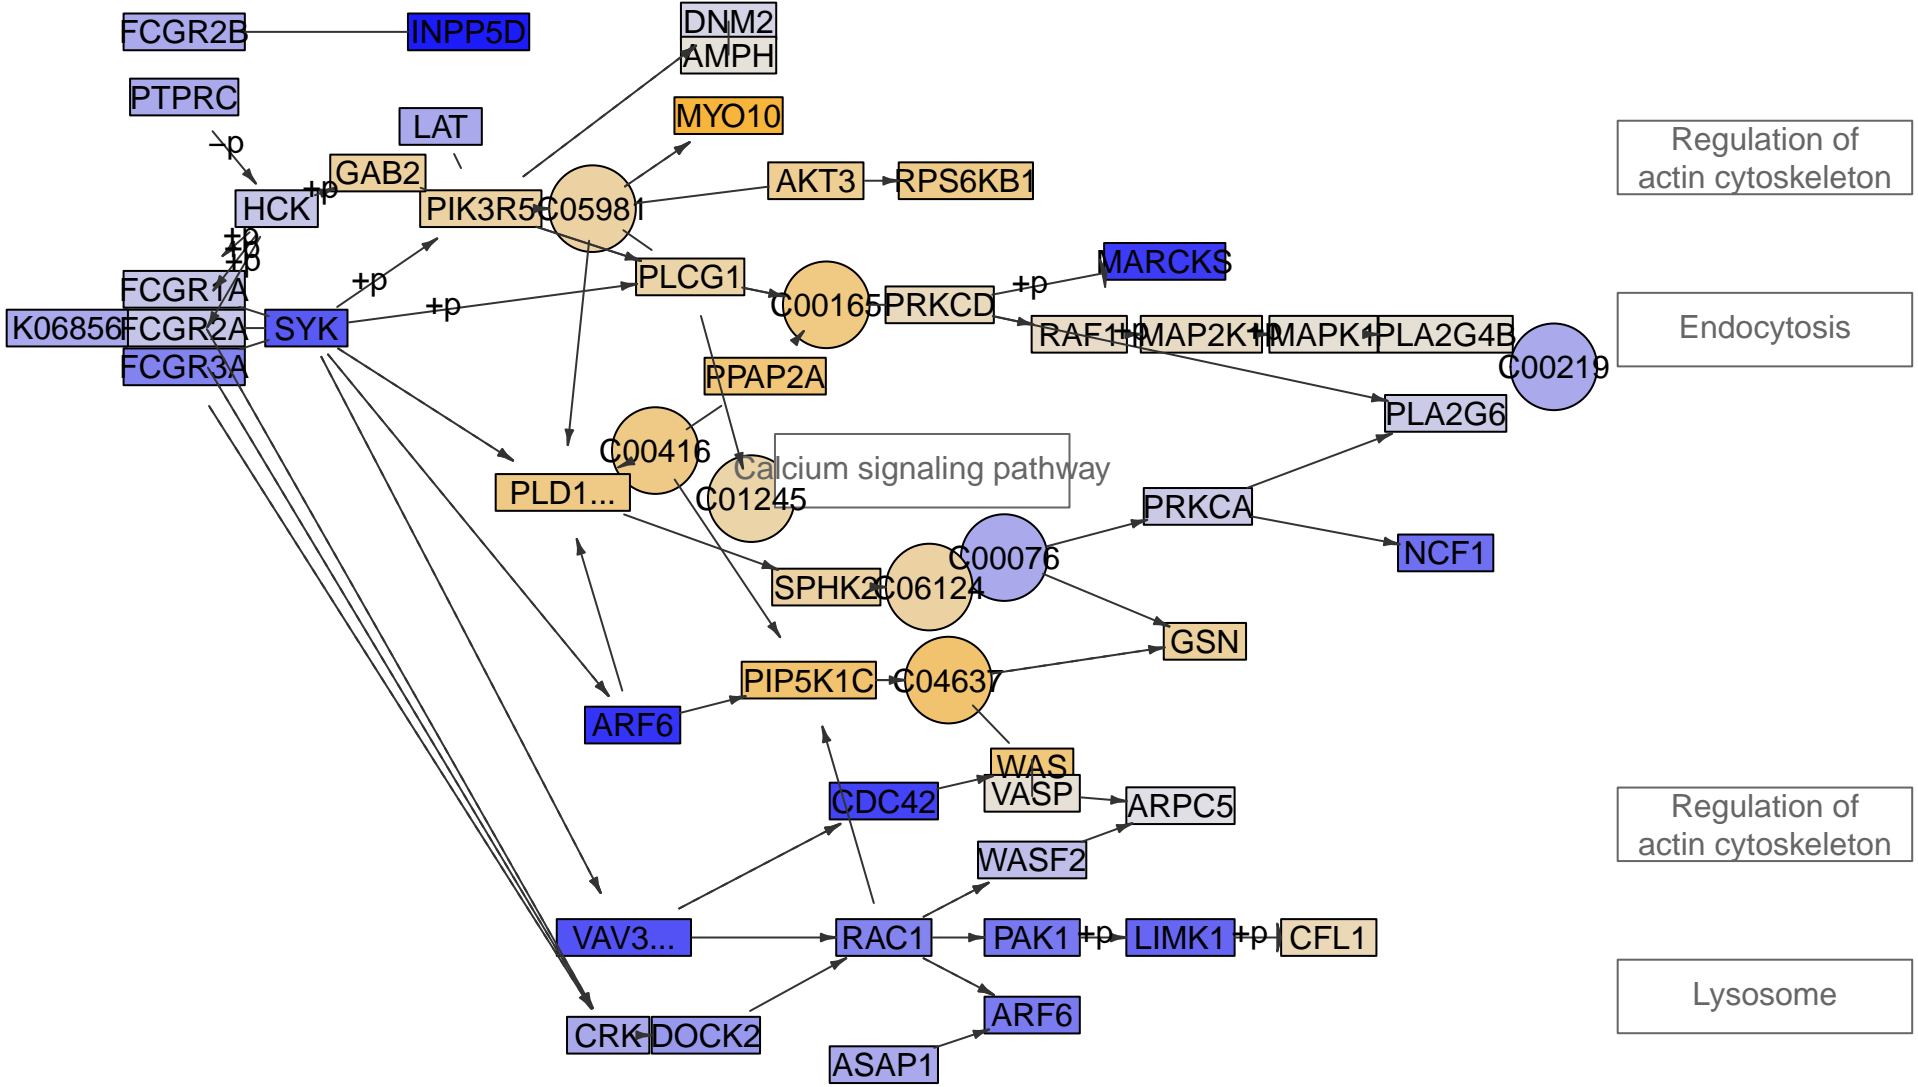 FCGR2B
INPP5D
DNM2
AMPH
PTPRC
LAT
MYO10
Regulation of
actin cytoskeleton
-p
GAB2
+p
AKT3
RPS6KB1
HCK
PIK3R5
C05981
+p
+p
+p
FCGR1A
+p
PLCG1
MARCKS
+p
C00165
PRKCD
+p
K06856
FCGR2A
SYK
RAF1
+p
MAP2K1
+p
MAPK1
PLA2G4B
Endocytosis
FCGR3A
PPAP2A
C00219
PLA2G6
C00416
Calcium signaling pathway
PLD1...
C01245
PRKCA
C00076
NCF1
SPHK2
C06124
GSN
PIP5K1C
C04637
ARF6
WAS
VASP
CDC42
ARPC5
Regulation of
actin cytoskeleton
WASF2
VAV3...
RAC1
PAK1
+p
LIMK1
+p
CFL1
Lysosome
ARF6
CRK
DOCK2
ASAP1